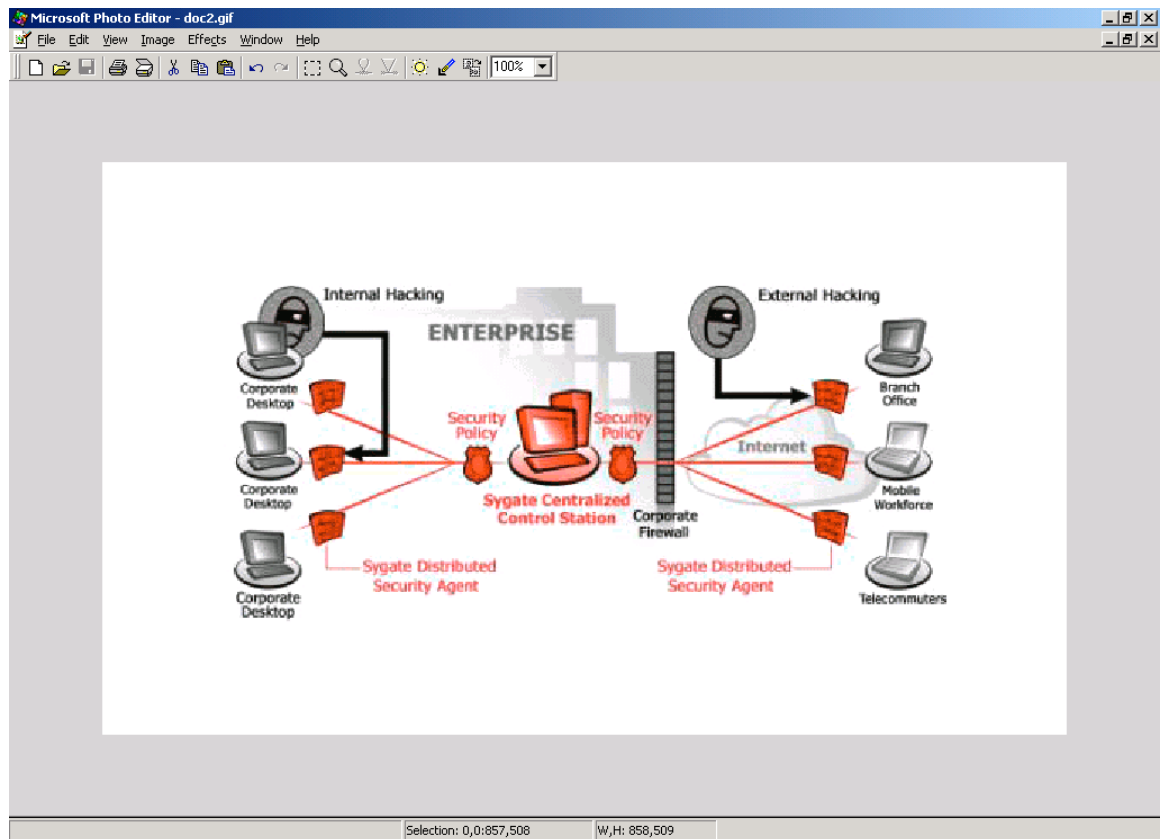 Microsoft Photo Editor - doc2.gif
File Edit View Image Effects Window Help
100%
Internal Hacking
External Hacking
ENTERPRISE
Corporate
Desktop
Branch
Office
Security
Policy
Security
Policy
Internet
Corporate
Desktop
Mobile
Workforce
Sygate Centralized
Control Station
Corporate
Firewall
Sygate Distributed
Security Agent
Sygate Distributed
Security Agent
Corporate
Desktop
Telecommuters
Selection: 0,0:857,508
W,H: 858,509